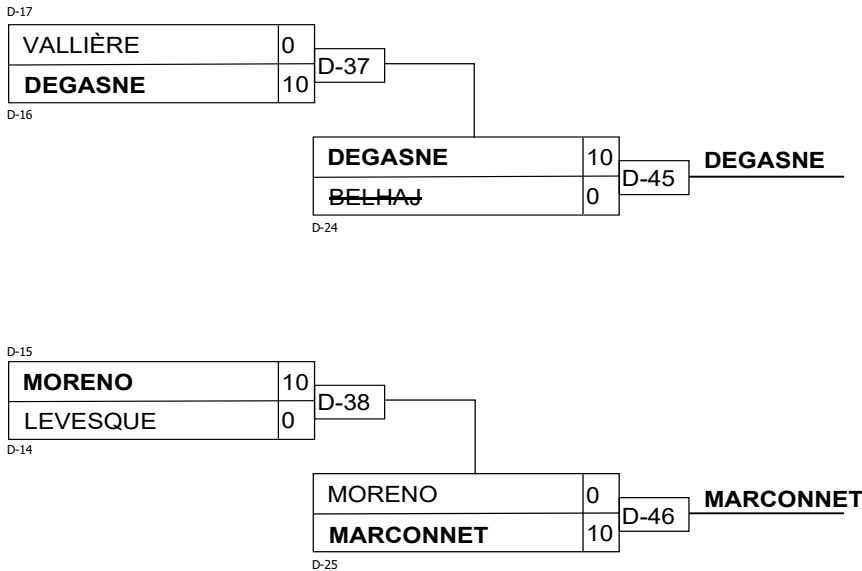 D-17
VALLIÈRE 0
D-37
DEGASNE 10
D-16
DEGASNE 10
D-45
DEGASNE
BELHAJ 0
D-24
D-15
MORENO 10
D-38
LEVESQUE 0
D-14
MORENO 0
D-46
MARCONNET
MARCONNET 10
D-25